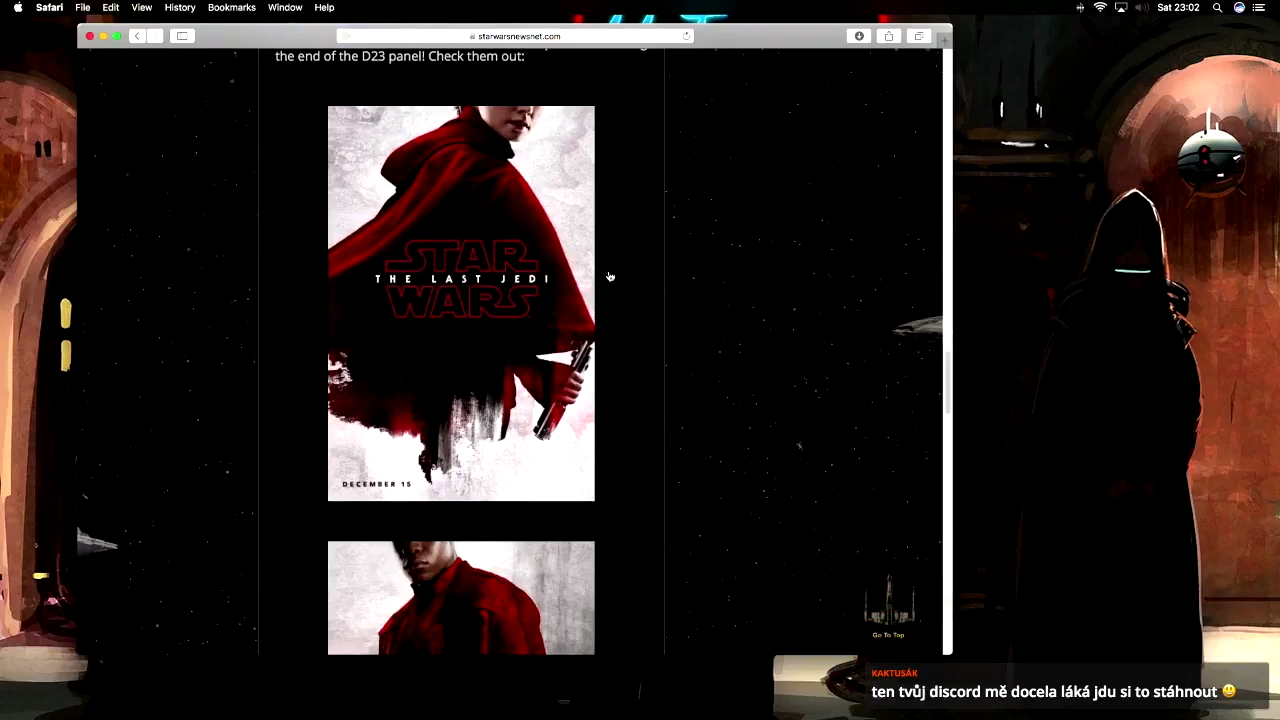 Safari File Edit View History Bookmarks Window Help
Sat 23:02
starwarsnewsnet.com
the end of the D23 panel! Check them out:
STAR
THE LAST JEDI
WARS
DECEMBER 15
Go To Top
KAKTUSÁK
ten tvůj discord mě docela láká jdu si to stáhnout 😃